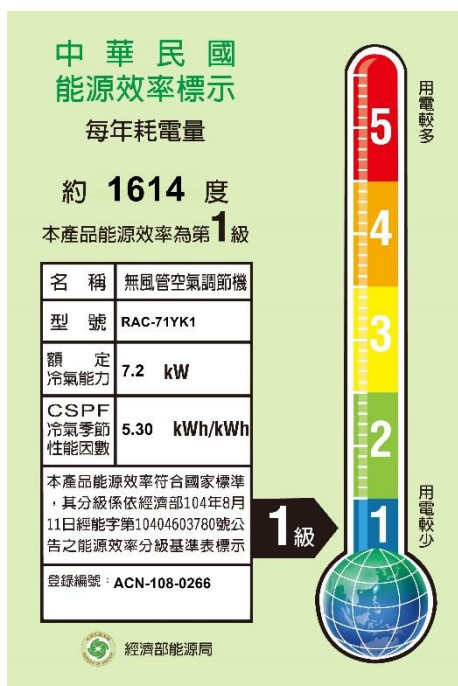 中華民國
能源效率標示
每年耗電量
約 1614 度
本產品能源效率為第1級
名稱 無風管空氣調節機
型號 RAC-71YK1
額定
冷氣能力 7.2 kW
CSPF
冷氣季節
性能因數 5.30 kWh/kWh
本產品能源效率符合國家標準
，其分級係依經濟部104年8月
11日經能字第10404603780號公
告之能源效率分級基準表標示
登錄編號：ACN-108-0266
經濟部能源局
用電較多
5
4
3
2
1
用電較少
1級